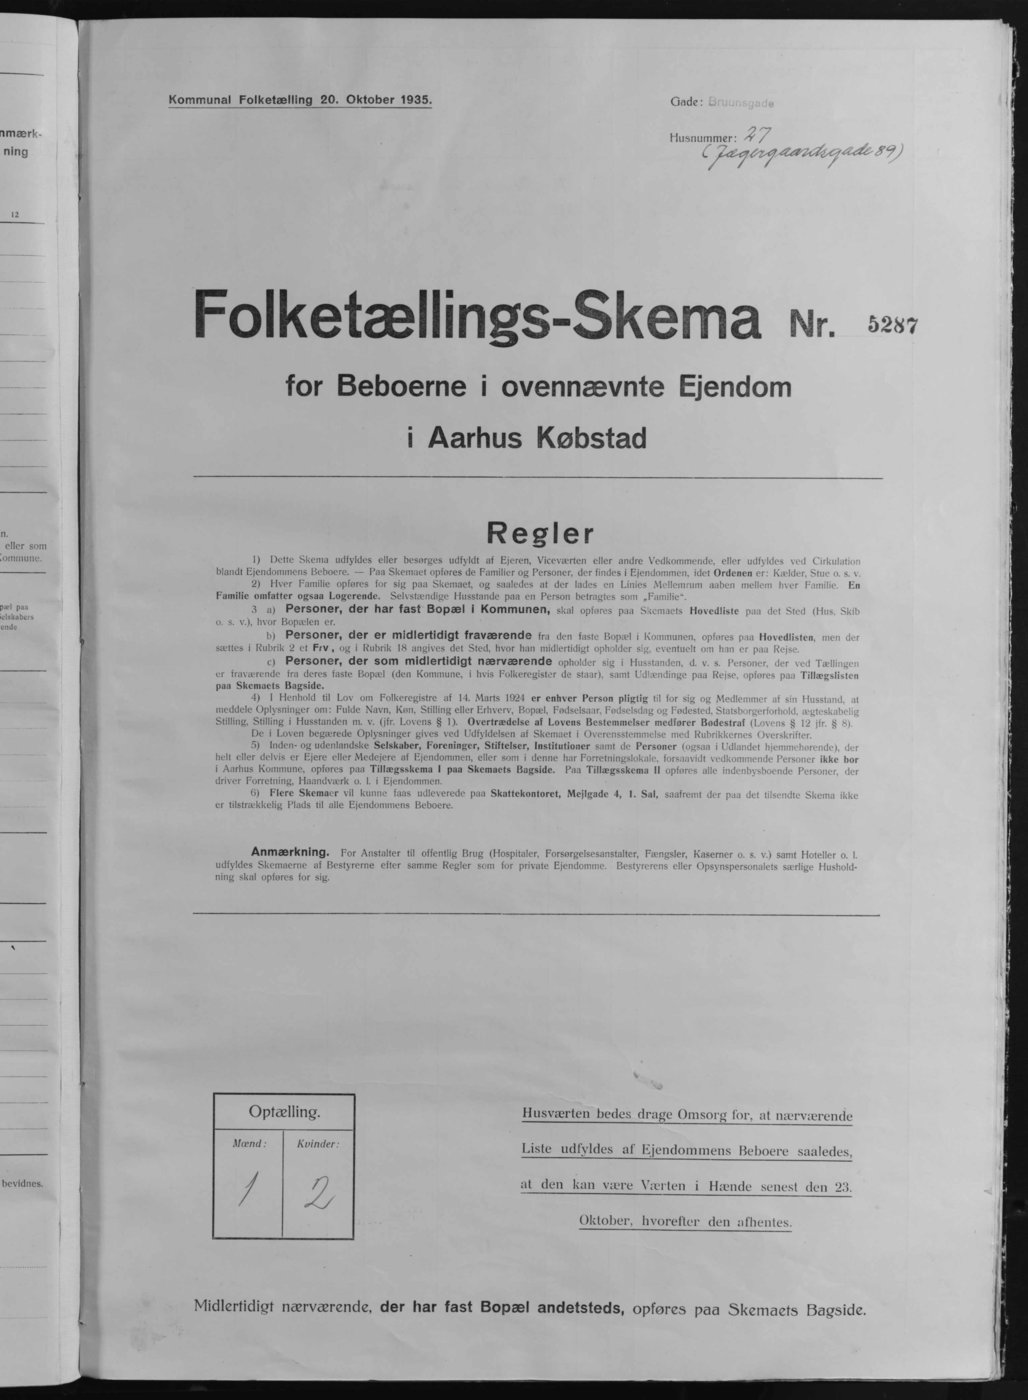 nmærk-
ning
12
n.
eller som
Kommune.
pæl paa
Selskabers
ende
bevidnes.
Kommunal Folketælling 20. Oktober 1935.
Gade: Bruunsgade
Husnummer: 27
(Jægergaardsgade 89)
Folketællings-Skema Nr. 5287
for Beboerne i ovennævnte Ejendom
i Aarhus Købstad
Regler
1) Dette Skema udfyldes eller besørges udfyldt af Ejeren, Viceværten eller andre Vedkommende, eller udfyldes ved Cirkulation
blandt Ejendommens Beboere. — Paa Skemaet opføres de Familier og Personer, der findes i Ejendommen, idet Ordenen er: Kælder, Stue o. s. v.
2) Hver Familie opføres for sig paa Skemaet, og saaledes at der lades en Linies Mellemrum aaben mellem hver Familie. En
Familie omfatter ogsaa Logerende. Selvstændige Husstande paa en Person betragtes som „Familie“.
3 a) Personer, der har fast Bopæl i Kommunen, skal opføres paa Skemaets Hovedliste paa det Sted (Hus, Skib
o. s. v.), hvor Bopælen er.
b) Personer, der er midlertidigt fraværende fra den faste Bopæl i Kommunen, opføres paa Hovedlisten, men der
sættes i Rubrik 2 et Frv, og i Rubrik 18 angives det Sted, hvor han midlertidigt opholder sig, eventuelt om han er paa Rejse.
c) Personer, der som midlertidigt nærværende opholder sig i Husstanden, d. v. s. Personer, der ved Tællingen
er fraværende fra deres faste Bopæl (den Kommune, i hvis Folkeregister de staar), samt Udlændinge paa Rejse, opføres paa Tillægslisten
paa Skemaets Bagside.
4) I Henhold til Lov om Folkeregistre af 14. Marts 1924 er enhver Person pligtig til for sig og Medlemmer af sin Husstand, at
meddele Oplysninger om: Fulde Navn, Køn, Stilling eller Erhverv, Bopæl, Fødselsaar, Fødselsdag og Fødested, Statsborgerforhold, ægteskabelig
Stilling, Stilling i Husstanden m. v. (jfr. Lovens § 1). Overtrædelse af Lovens Bestemmelser medfører Bødestraf (Lovens § 12 jfr. § 8).
De i Loven begærede Oplysninger gives ved Udfyldelsen af Skemaet i Overensstemmelse med Rubrikkernes Overskrifter.
5) Inden- og udenlandske Selskaber, Foreninger, Stiftelser, Institutioner samt de Personer (ogsaa i Udlandet hjemmehørende), der
helt eller delvis er Ejere eller Medejere af Ejendommen, eller som i denne har Forretningslokale, forsaavidt vedkommende Personer ikke bor
i Aarhus Kommune, opføres paa Tillægsskema I paa Skemaets Bagside. Paa Tillægsskema II opføres alle indenbysboende Personer, der
driver Forretning, Haandværk o. l. i Ejendommen.
6) Flere Skemaer vil kunne faas udleverede paa Skattekontoret, Mejlgade 4, 1. Sal, saafremt der paa det tilsendte Skema ikke
er tilstrækkelig Plads til alle Ejendommens Beboere.
Anmærkning. For Anstalter til offentlig Brug (Hospitaler, Forsørgelsesanstalter, Fængsler, Kaserner o. s. v.) samt Hoteller o. l.
udfyldes Skemaerne af Bestyrerne efter samme Regler som for private Ejendomme. Bestyrerens eller Opsynspersonalets særlige Hushold-
ning skal opføres for sig.
Optælling.
Mænd: Kvinder:
1 2
Husværten bedes drage Omsorg for, at nærværende
Liste udfyldes af Ejendommens Beboere saaledes,
at den kan være Værten i Hænde senest den 23.
Oktober, hvorefter den afhentes.
Midlertidigt nærværende, der har fast Bopæl andetsteds, opføres paa Skemaets Bagside.